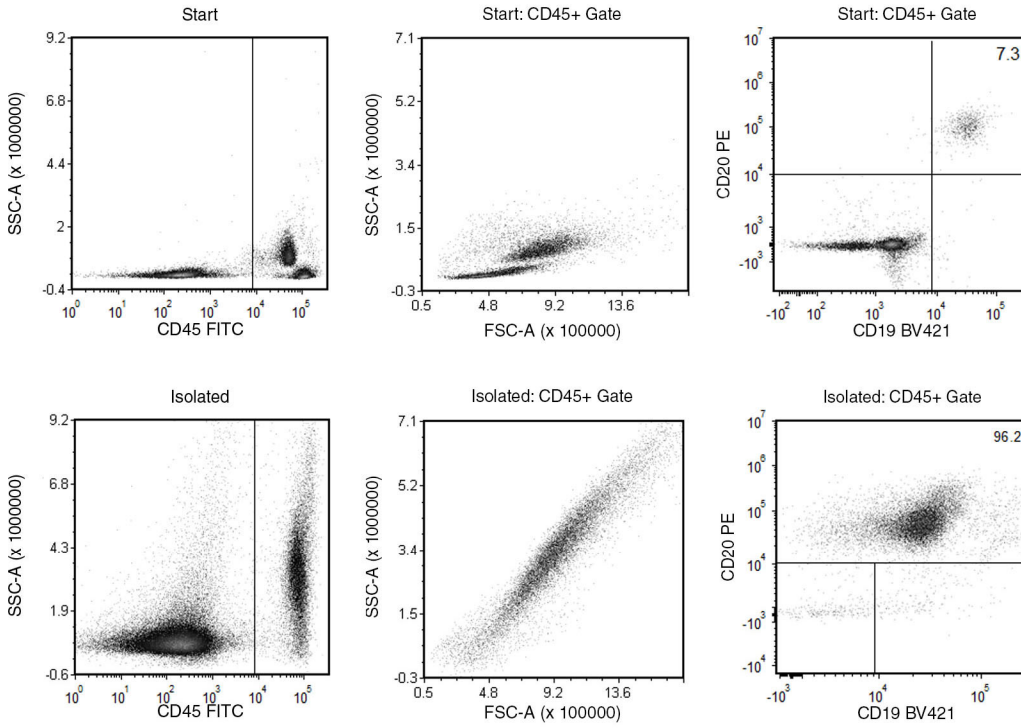 Start
9.2
6.8
4.4
2
-0.4
SSC-A (x 1000000)
10^0 10^1 10^2 10^3 10^4 10^5
CD45 FITC
Start: CD45+ Gate
7.1
5.2
3.4
1.5
-0.3
SSC-A (x 1000000)
0.5 4.8 9.2 13.6
FSC-A (x 100000)
Start: CD45+ Gate
7.3
10^7
10^6
10^5
10^4
10^3
-10^3
CD20 PE
-10^2 10^2 10^3 10^4 10^5
CD19 BV421
Isolated
9.2
6.8
4.3
1.9
-0.6
SSC-A (x 1000000)
10^0 10^1 10^2 10^3 10^4 10^5
CD45 FITC
Isolated: CD45+ Gate
7.1
5.2
3.4
1.5
-0.3
SSC-A (x 1000000)
0.5 4.8 9.2 13.6
FSC-A (x 100000)
Isolated: CD45+ Gate
96.2
10^7
10^6
10^5
10^4
-10^3
-10^4
CD20 PE
-10^3 10^4 10^5
CD19 BV421